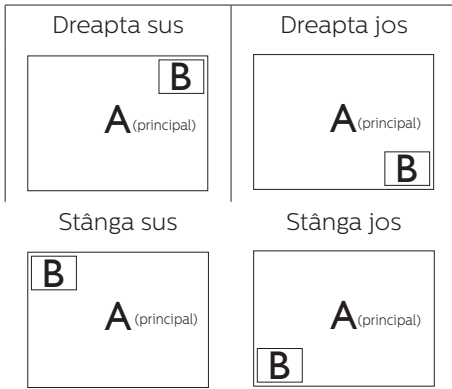 Dreapta sus
Dreapta jos
B
A (principal)
A (principal)
B
Stânga sus
Stânga jos
B
A (principal)
A (principal)
B